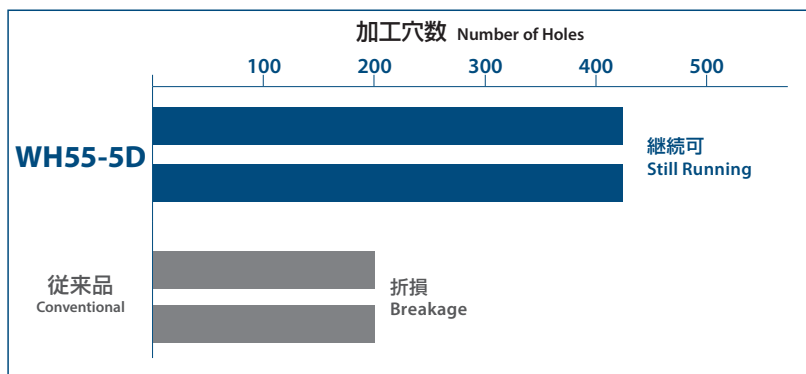 加工穴数 Number of Holes
100 200 300 400 500
WH55-5D
継続可
Still Running
従来品
Conventional
折損
Breakage